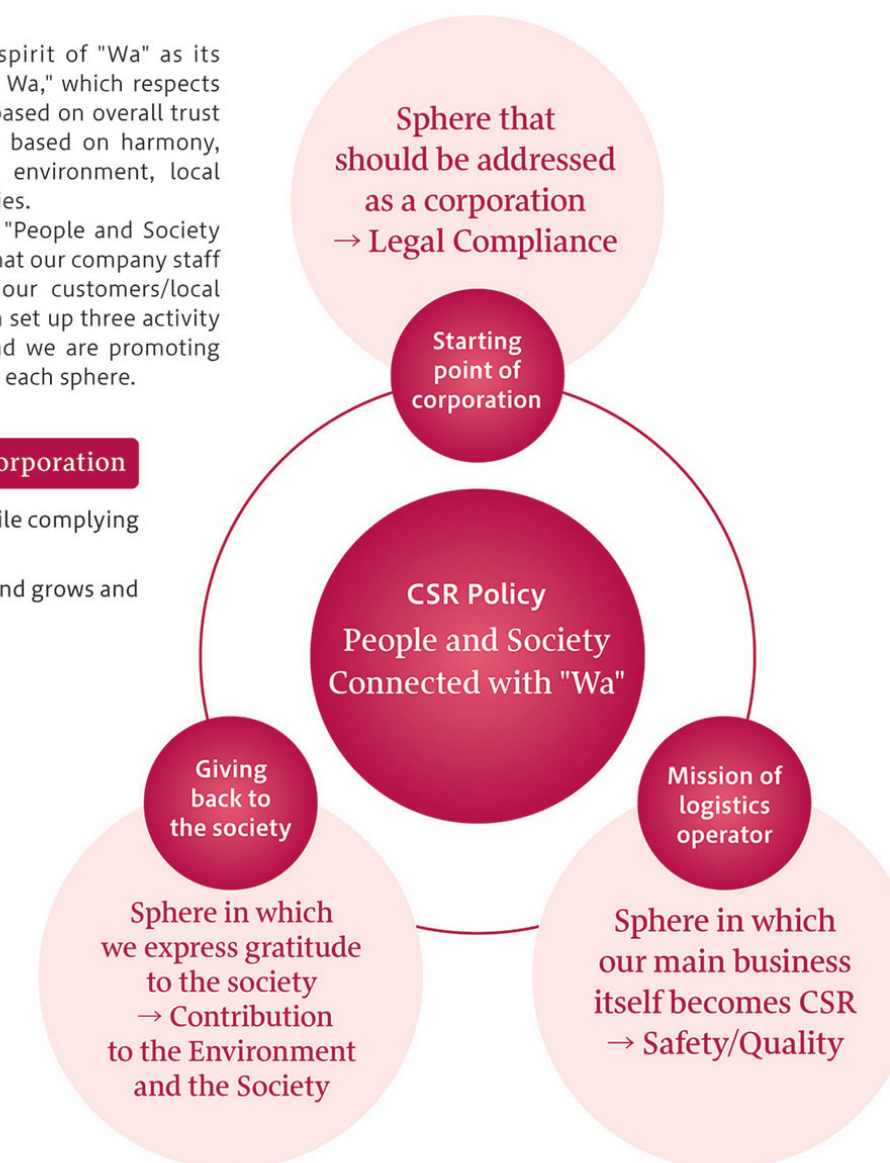 spirit of "Wa" as its
Wa," which respects
based on overall trust
based on harmony,
environment, local
"People and Society
that our company staff
our customers/local
set up three activity
we are promoting
each sphere.
orporation
complying
grows and
Sphere that
should be addressed
as a corporation
→ Legal Compliance
Starting
point of
corporation
CSR Policy
People and Society
Connected with "Wa"
Giving
back to
the society
Sphere in which
we express gratitude
to the society
→ Contribution
to the Environment
and the Society
Mission of
logistics
operator
Sphere in which
our main business
itself becomes CSR
→ Safety/Quality